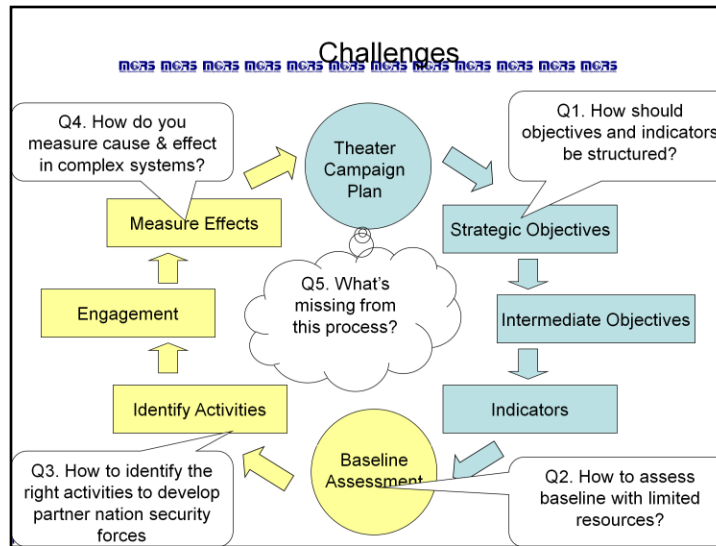 Challenges
MORS MORS MORS MORS MORS MORS MORS MORS MORS MORS MORS MORS
Q4. How do you
measure cause & effect
in complex systems?
Theater
Campaign
Plan
Q1. How should
objectives and indicators
be structured?
Measure Effects
Strategic Objectives
Q5. What's
missing from
this process?
Engagement
Intermediate Objectives
Identify Activities
Indicators
Baseline
Assessment
Q3. How to identify the
right activities to develop
partner nation security
forces
Q2. How to assess
baseline with limited
resources?